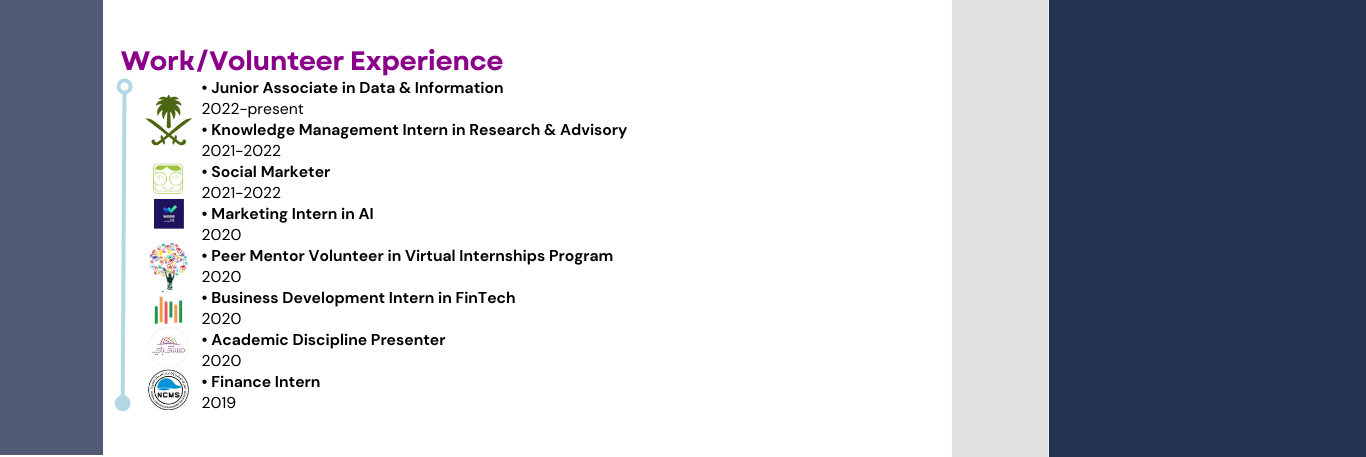 Work/Volunteer Experience
• Junior Associate in Data & Information
2022-present
• Knowledge Management Intern in Research & Advisory
2021-2022
• Social Marketer
2021-2022
• Marketing Intern in AI
2020
• Peer Mentor Volunteer in Virtual Internships Program
2020
• Business Development Intern in FinTech
2020
• Academic Discipline Presenter
2020
• Finance Intern
NCMS
2019